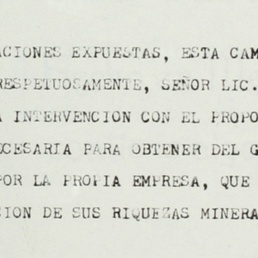 ACIONES EXPUESTAS, ESTA CAM
RESPETUOSAMENTE, SEÑOR LIC.
A INTERVENCION CON EL PROPO
ECESARIA PARA OBTENER DEL G
POR LA PROPIA EMPRESA, QUE
CION DE SUS RIQUEZAS MINERA